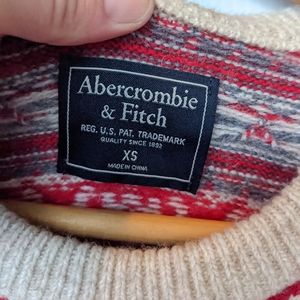 Abercrombie
& Fitch
REG. U.S. PAT. TRADEMARK
QUALITY SINCE 1892
XS
MADE IN CHINA